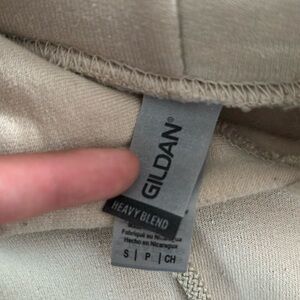 GILDAN®
HEAVY BLEND
Fabriqué au Nicaragua
Hecho en Nicaragua
S | P | CH